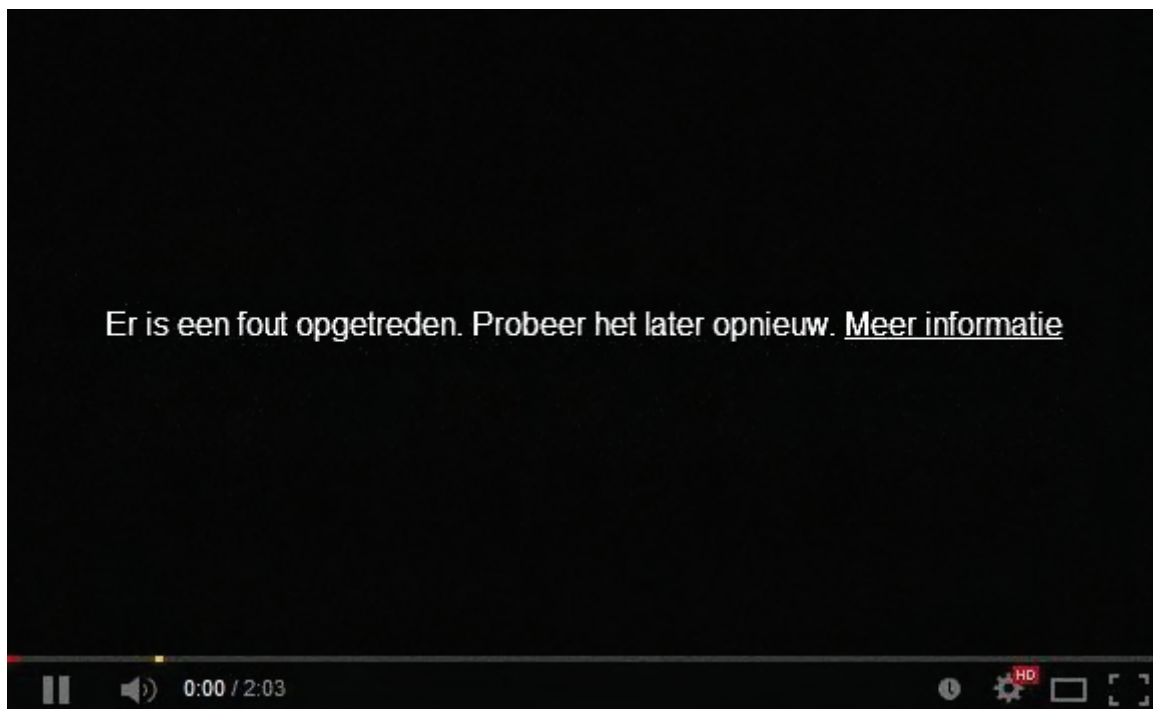 Er is een fout opgetreden. Probeer het later opnieuw. Meer informatie
0:00 / 2:03
HD